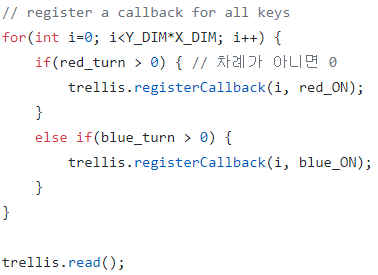 // register a callback for all keys
for(int i=0; i<Y_DIM*X_DIM; i++) {
    if(red_turn > 0) { // 차례가 아니면 0
        trellis.registerCallback(i, red_ON);
    }
    else if(blue_turn > 0) {
        trellis.registerCallback(i, blue_ON);
    }
}

trellis.read();